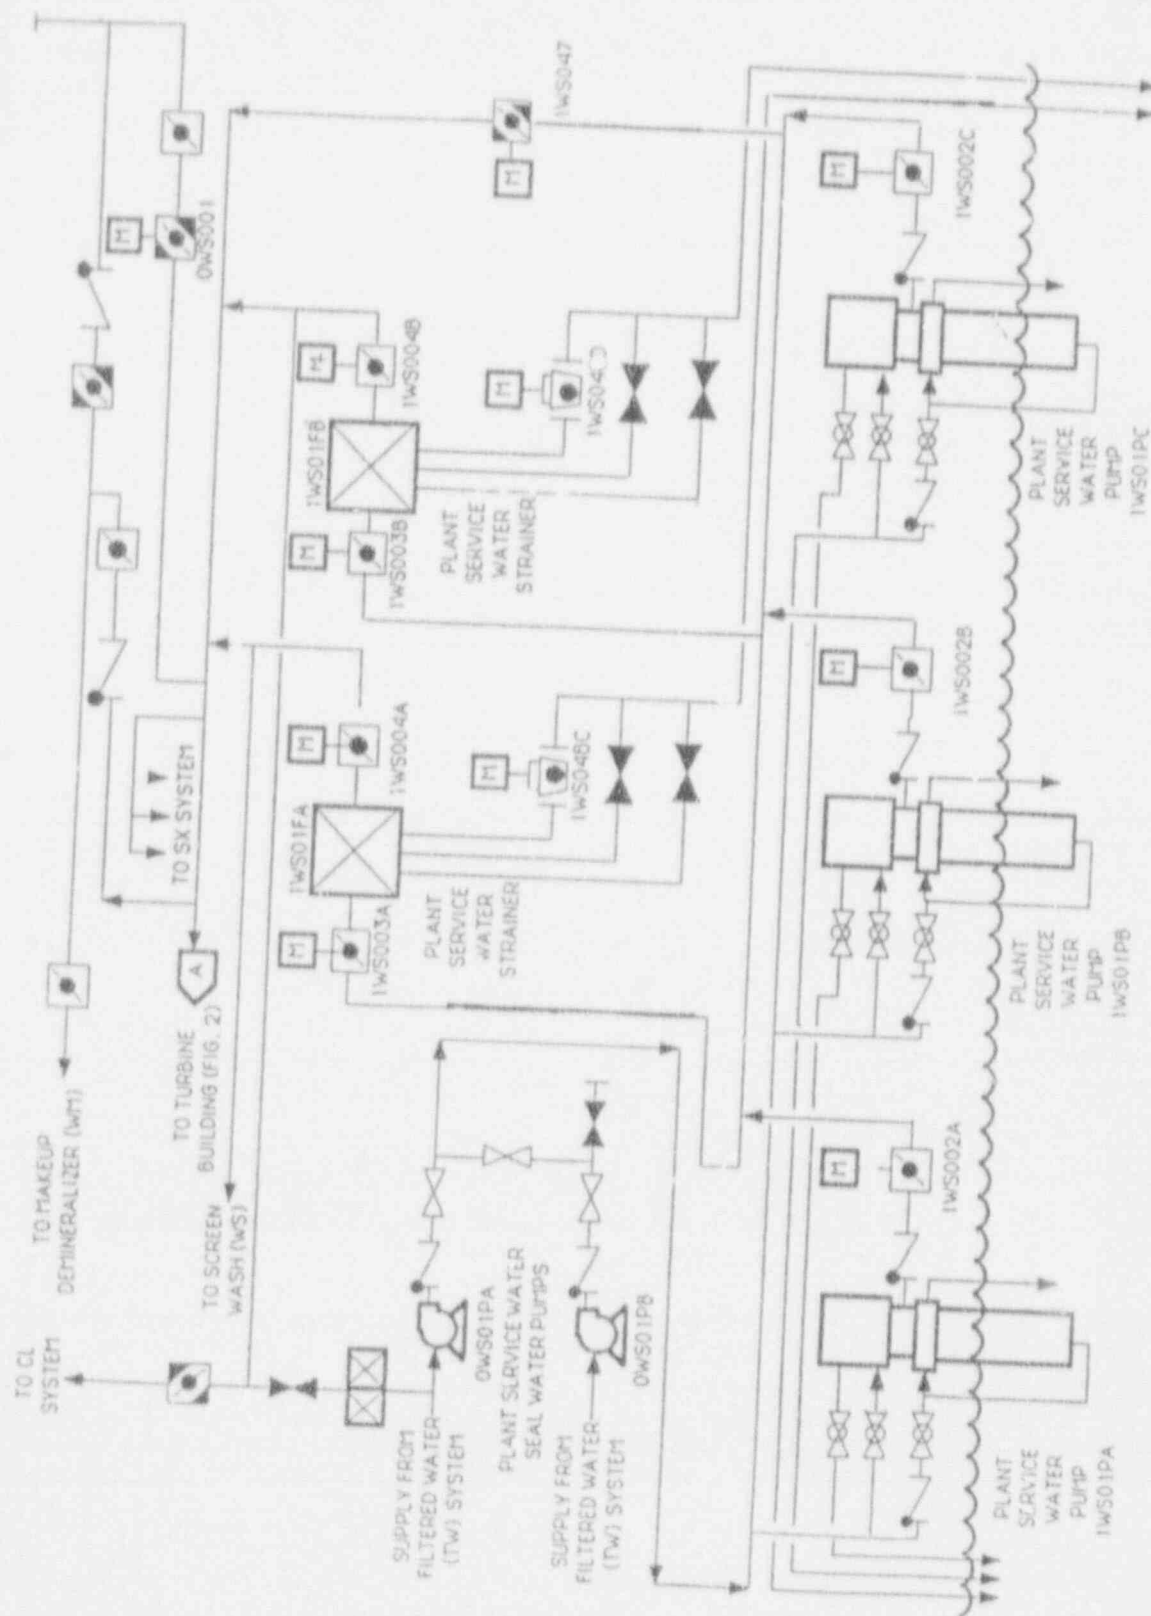 TO MAKEUP
DEMINERALIZER (WM)
TO CL
SYSTEM
TO TURBINE
BUILDING (FIG. 2)
TO SCREEN
WASH (WS)
A
TO SX SYSTEM
M
0WS001
M
1WS047
1WS01FA
M
1WS003A
M
1WS004A
PLANT
SERVICE
WATER
STRAINER
M
1WS01FB
M
1WS003B
M
1WS004B
PLANT
SERVICE
WATER
STRAINER
M
SUPPLY FROM
FILTERED WATER
(TW) SYSTEM
0WS01PA
PLANT SERVICE WATER
SEAL WATER PUMPS
SUPPLY FROM
FILTERED WATER
(TW) SYSTEM
0WS01PB
M
1WS002A
PLANT
SERVICE
WATER
PUMP
1WS01PA
M
1WS002B
PLANT
SERVICE
WATER
PUMP
1WS01PB
M
1WS002C
PLANT
SERVICE
WATER
PUMP
1WS01PC